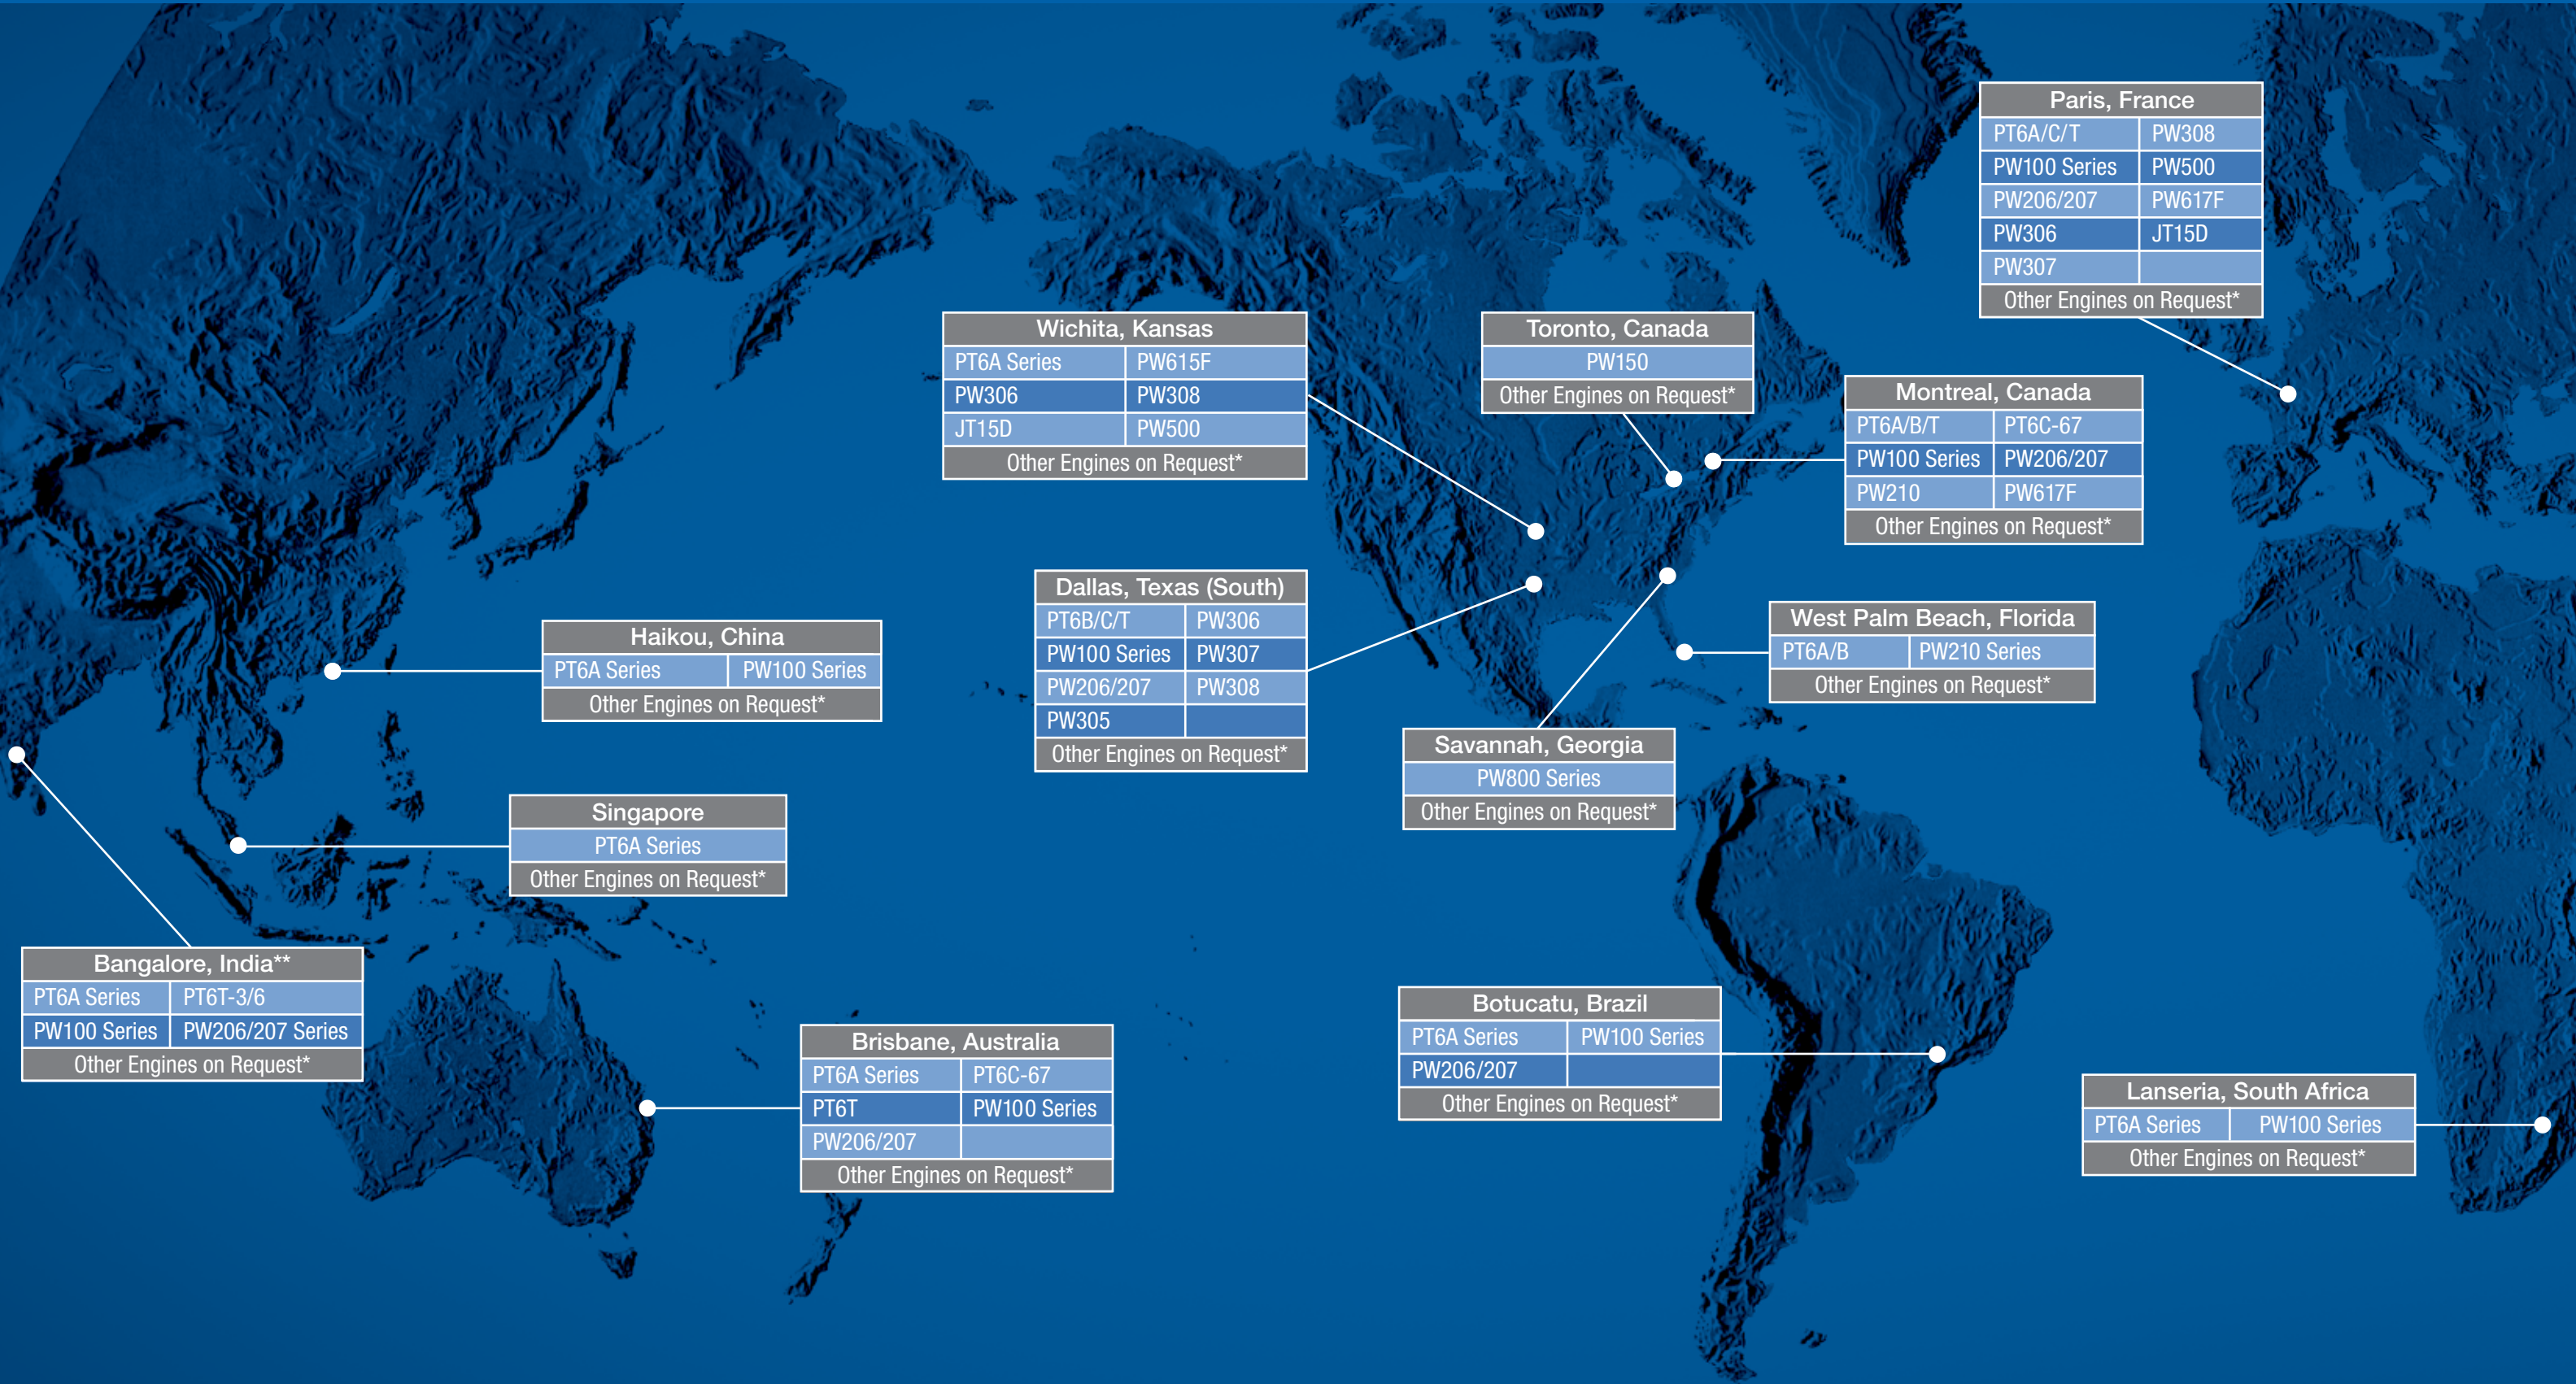 Paris, France
PT6A/C/T PW308
PW100 Series PW500
PW206/207 PW617F
PW306 JT15D
PW307
Other Engines on Request*
Wichita, Kansas
PT6A Series PW615F
PW306 PW308
JT15D PW500
Other Engines on Request*
Toronto, Canada
PW150
Other Engines on Request*
Montreal, Canada
PT6A/B/T PT6C-67
PW100 Series PW206/207
PW210 PW617F
Other Engines on Request*
Dallas, Texas (South)
PT6B/C/T PW306
PW100 Series PW307
PW206/207 PW308
PW305
Other Engines on Request*
West Palm Beach, Florida
PT6A/B PW210 Series
Other Engines on Request*
Haikou, China
PT6A Series PW100 Series
Other Engines on Request*
Savannah, Georgia
PW800 Series
Other Engines on Request*
Singapore
PT6A Series
Other Engines on Request*
Bangalore, India**
PT6A Series PT6T-3/6
PW100 Series PW206/207 Series
Other Engines on Request*
Brisbane, Australia
PT6A Series PT6C-67
PT6T PW100 Series
PW206/207
Other Engines on Request*
Botucatu, Brazil
PT6A Series PW100 Series
PW206/207
Other Engines on Request*
Lanseria, South Africa
PT6A Series PW100 Series
Other Engines on Request*